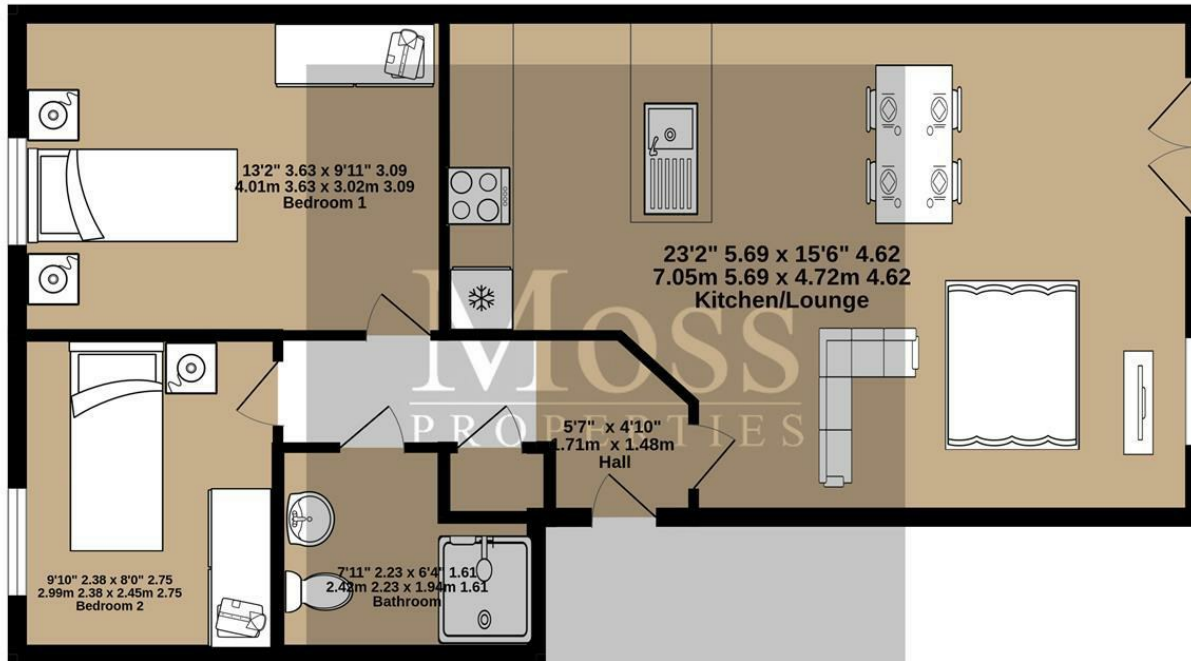 13'2" 3.63 x 9'11" 3.09
4.01m 3.63 x 3.02m 3.09
Bedroom 1
23'2" 5.69 x 15'6" 4.62
7.05m 5.69 x 4.72m 4.62
Kitchen/Lounge
MOSS
PROPERTIES
5'7" x 4'10"
1.71m x 1.48m
Hall
9'10" 2.38 x 8'0" 2.75
2.99m 2.38 x 2.45m 2.75
Bedroom 2
7'11" 2.23 x 6'4" 1.61
2.42m 2.23 x 1.94m 1.61
Bathroom